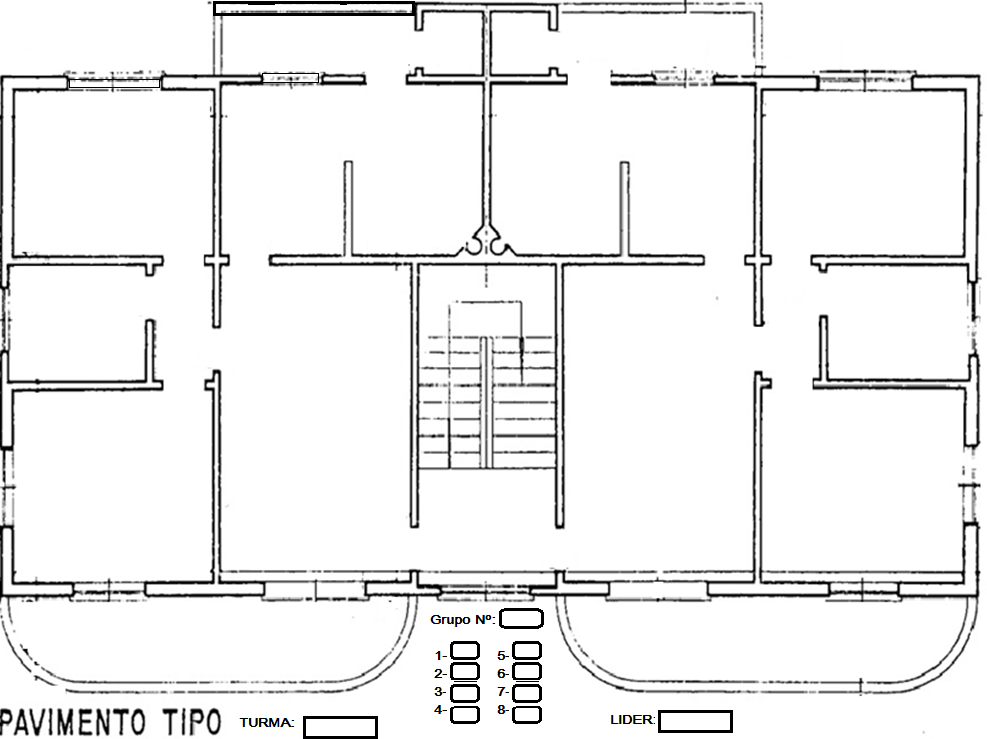 Grupo Nº:
1- 5-
2- 6-
3- 7-
4- 8-
PAVIMENTO TIPO TURMA: LIDER: